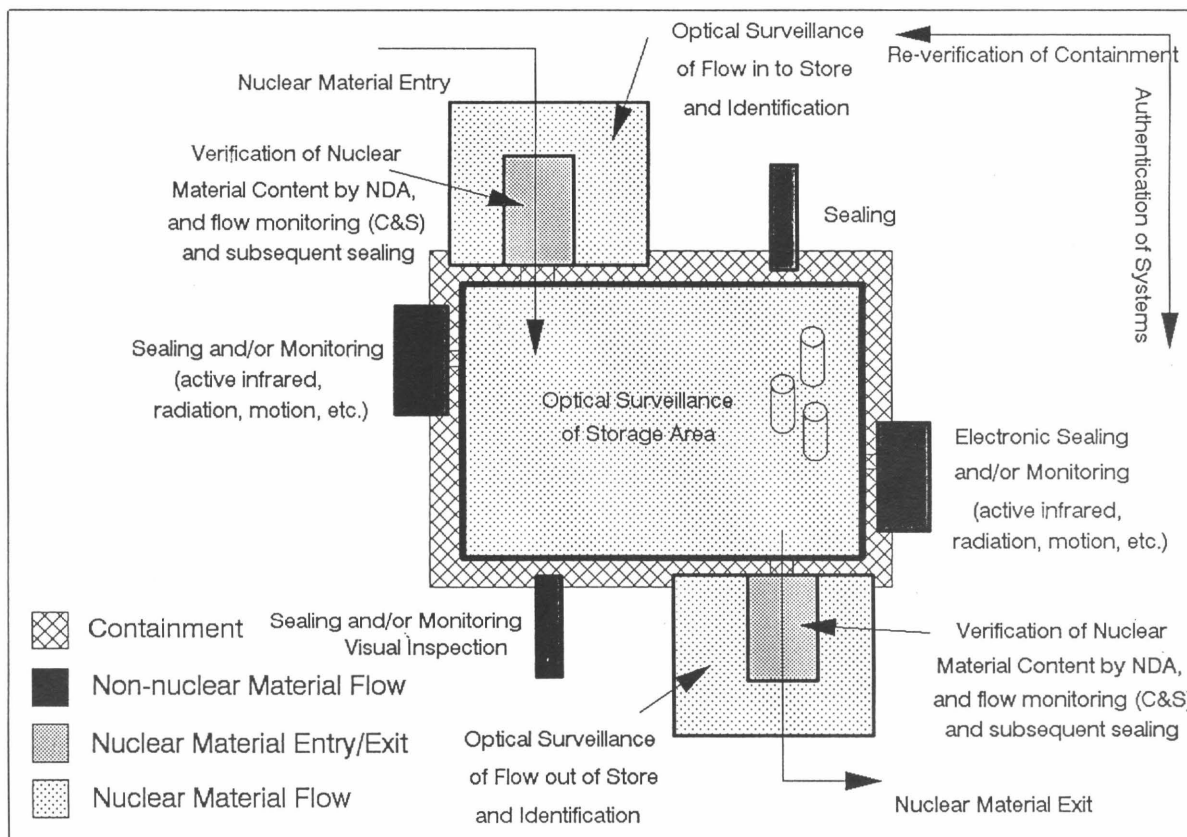 Optical Surveillance
of Flow in to Store
and Identification
Re-verification of Containment
Authentication of Systems
Nuclear Material Entry
Verification of Nuclear
Material Content by NDA,
and flow monitoring (C&S)
and subsequent sealing
Sealing
Sealing and/or Monitoring
(active infrared,
radiation, motion, etc.)
Optical Surveillance
of Storage Area
Electronic Sealing
and/or Monitoring
(active infrared,
radiation, motion, etc.)
Sealing and/or Monitoring
Visual Inspection
Containment
Non-nuclear Material Flow
Nuclear Material Entry/Exit
Nuclear Material Flow
Optical Surveillance
of Flow out of Store
and Identification
Verification of Nuclear
Material Content by NDA,
and flow monitoring (C&S)
and subsequent sealing
Nuclear Material Exit